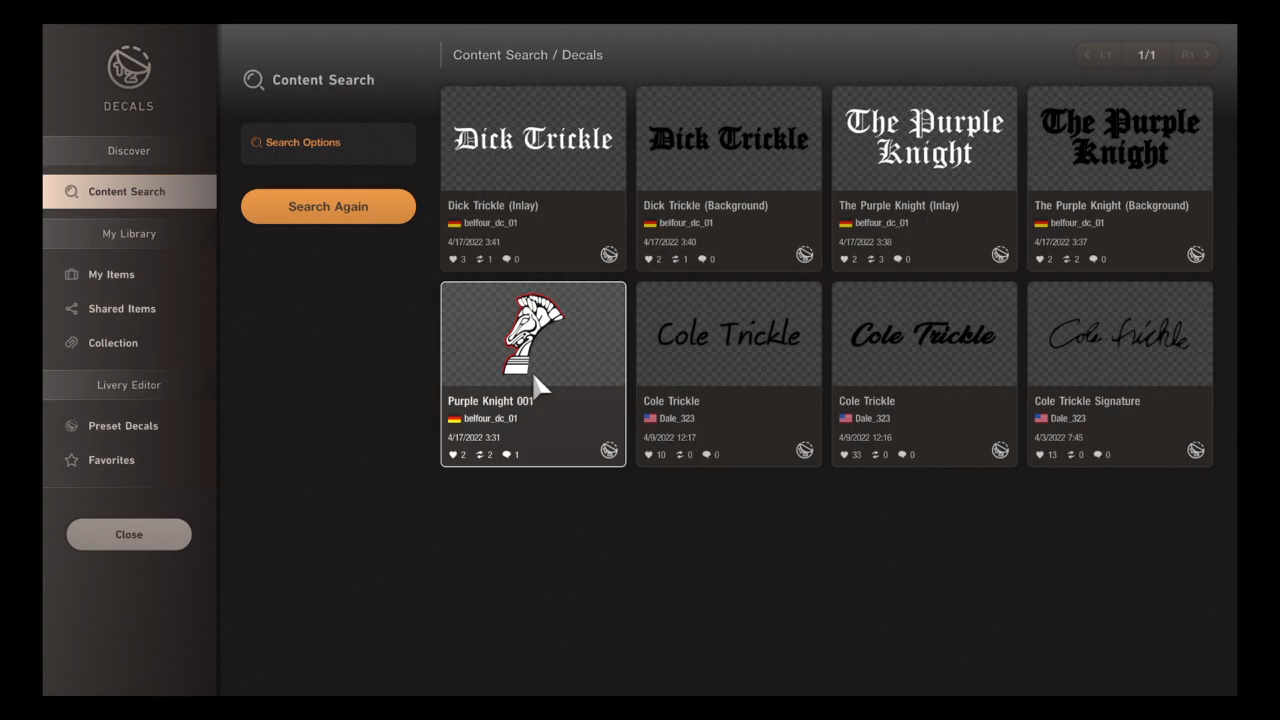 DECALS
Discover
Content Search
My Library
My Items
Shared Items
Collection
Livery Editor
Preset Decals
Favorites
Close
Content Search
Search Options
Search Again
Content Search / Decals
L1
1/1
R1
Dick Trickle
Dick Trickle (Inlay)
belfour_dc_01
4/17/2022 3:41
3 1 0
Dick Trickle
Dick Trickle (Background)
belfour_dc_01
4/17/2022 3:40
2 1 0
The Purple
Knight
The Purple Knight (Inlay)
belfour_dc_01
4/17/2022 3:38
2 3 0
The Purple
Knight
The Purple Knight (Background)
belfour_dc_01
4/17/2022 3:37
2 2 0
Purple Knight 001
belfour_dc_01
4/17/2022 3:31
2 2 1
Cole Trickle
Cole Trickle
Dale_323
4/9/2022 12:17
10 0 0
Cole Trickle
Cole Trickle
Dale_323
4/9/2022 12:16
33 0 0
Cole Trickle
Cole Trickle Signature
Dale_323
4/3/2022 7:45
13 0 0